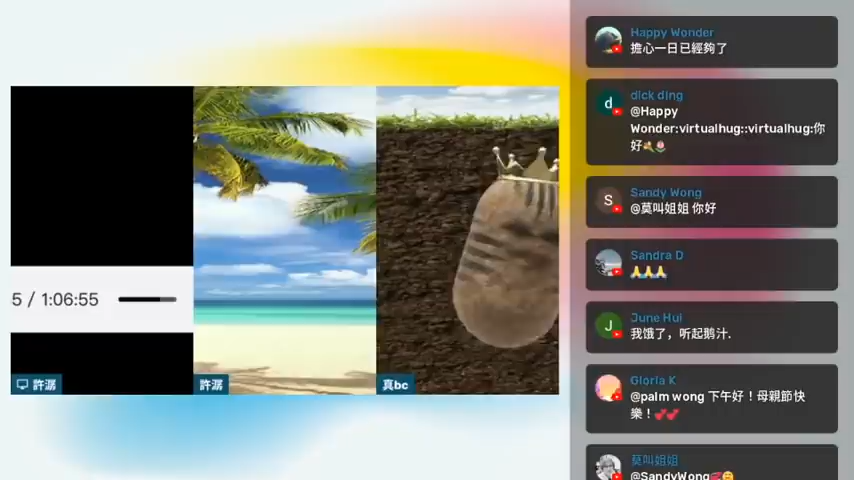 5 / 1:06:55
許潺
許潺
真bc
Happy Wonder
擔心一日已經夠了
dick ding
@Happy
Wonder:virtualhug::virtualhug:你
好💐🌷
Sandy Wong
@莫叫姐姐 你好
Sandra D
🙏🙏🙏
June Hui
我饿了，听起鹅汁.
Gloria K
@palm wong 下午好！母親節快
樂！💕💕
莫叫姐姐
@SandyWong